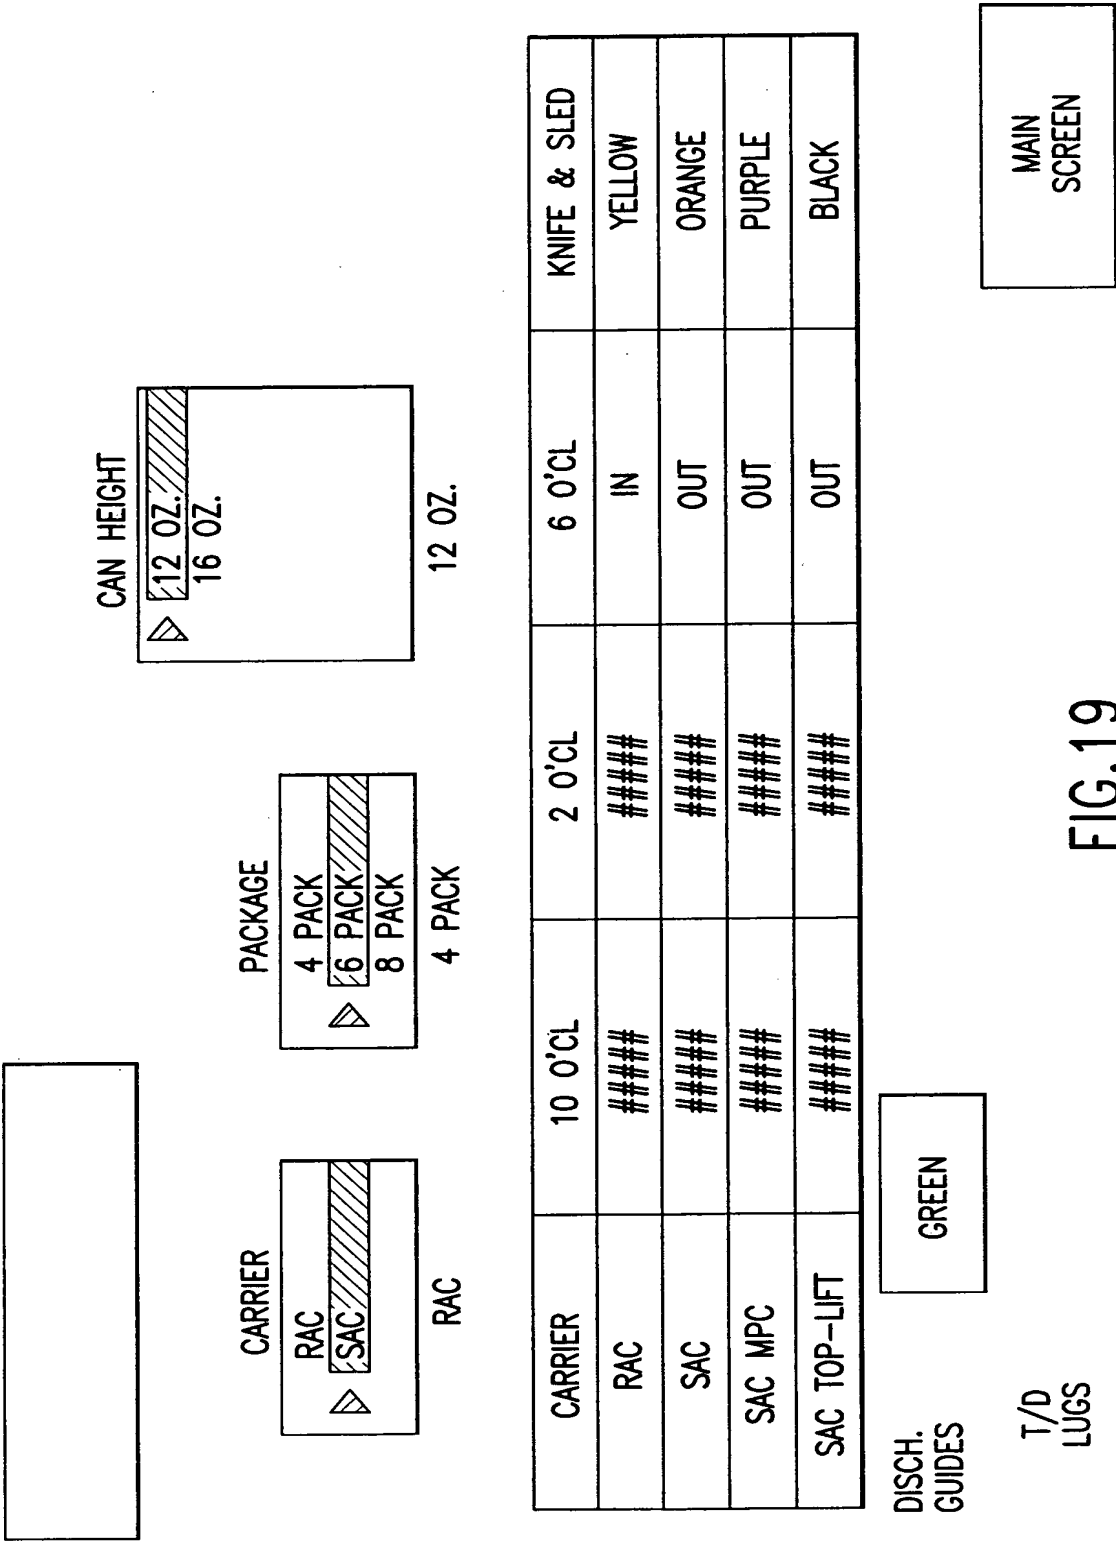 CARRIER
RAC
SAC
RAC
PACKAGE
4 PACK
6 PACK
8 PACK
4 PACK
CAN HEIGHT
12 OZ.
16 OZ.
12 OZ.
CARRIER 10 O'CL 2 O'CL 6 O'CL KNIFE & SLED
RAC ##### ##### IN YELLOW
SAC ##### ##### OUT ORANGE
SAC MPC ##### ##### OUT PURPLE
SAC TOP-LIFT ##### ##### OUT BLACK
DISCH.
GUIDES
GREEN
T/D
LUGS
MAIN
SCREEN
FIG.19